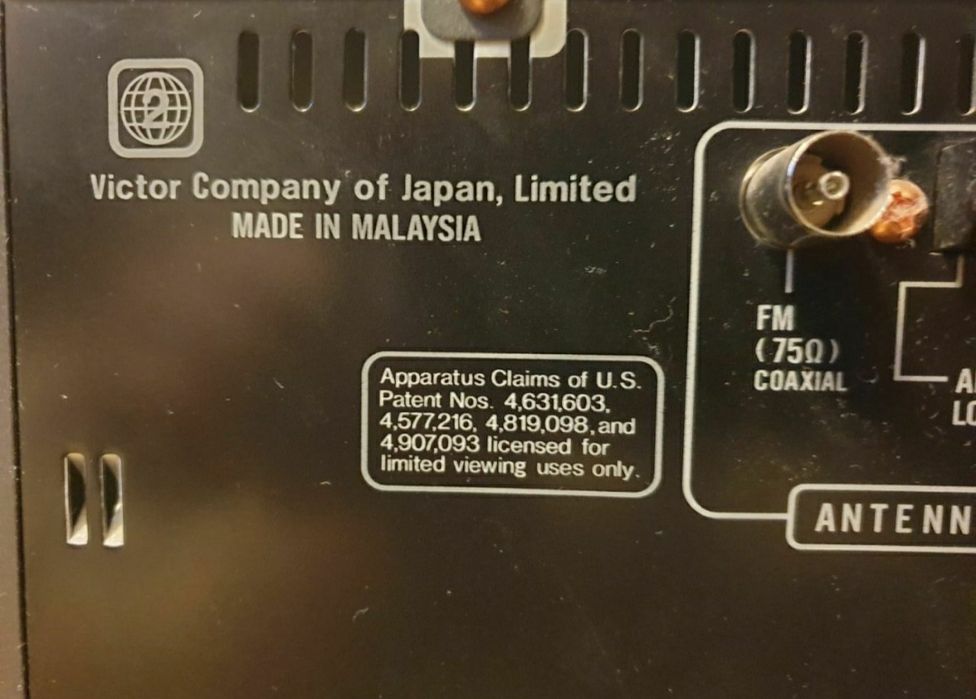 2
Victor Company of Japan, Limited
MADE IN MALAYSIA
FM
(75Ω)
COAXIAL
Apparatus Claims of U.S.
Patent Nos. 4,631,603,
4,577,216, 4,819,098, and
4,907,093 licensed for
limited viewing uses only.